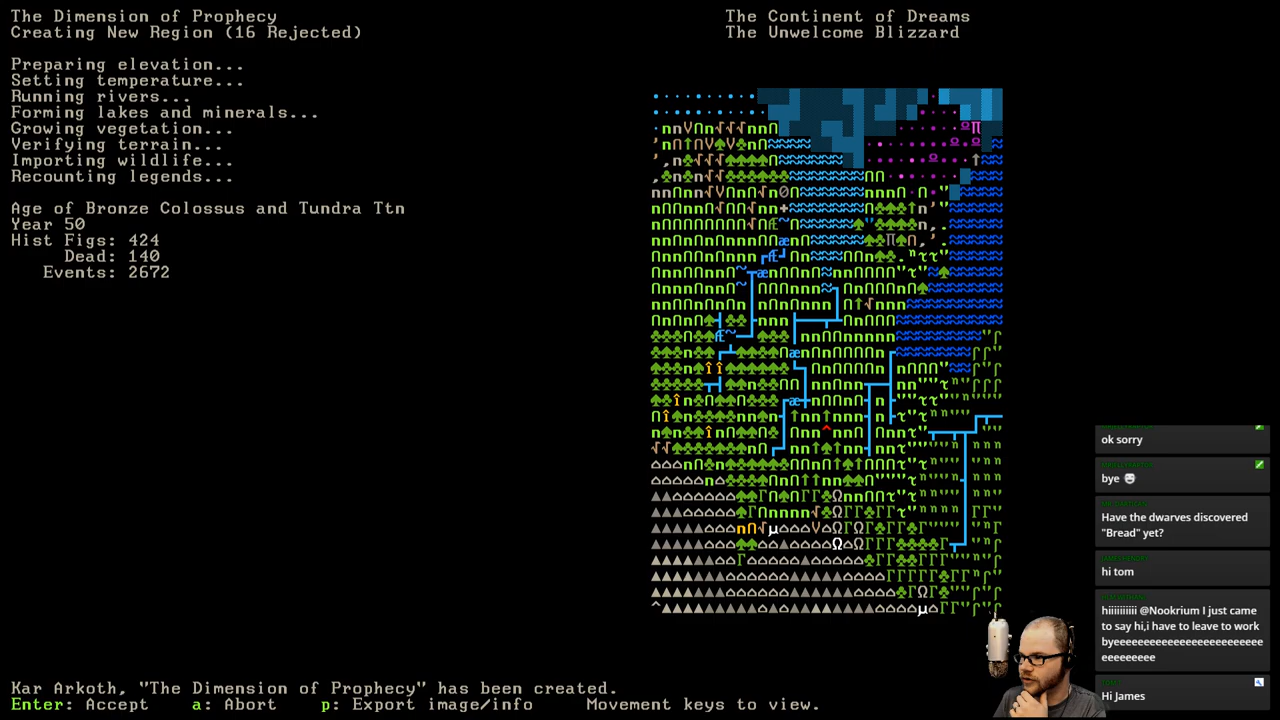 The Dimension of Prophecy
Creating New Region (16 Rejected)
Preparing elevation...
Setting temperature...
Running rivers...
Forming lakes and minerals...
Growing vegetation...
Verifying terrain...
Importing wildlife...
Recounting legends...
Age of Bronze Colossus and Tundra Ttn
Year 50
Hist Figs: 424
Dead: 140
Events: 2672
The Continent of Dreams
The Unwelcome Blizzard
Kar Arkoth, "The Dimension of Prophecy" has been created.
Enter: Accept a: Abort p: Export image/info Movement keys to view.
ok sorry
bye
Have the dwarves discovered
"Bread" yet?
hi tom
hiiiiiiiiii @Nookrium I just came
to say hi,i have to leave to work
byeeeeeeeeeeeeeeeeeeeeeeeeee
eeeeeeeeee
Hi James